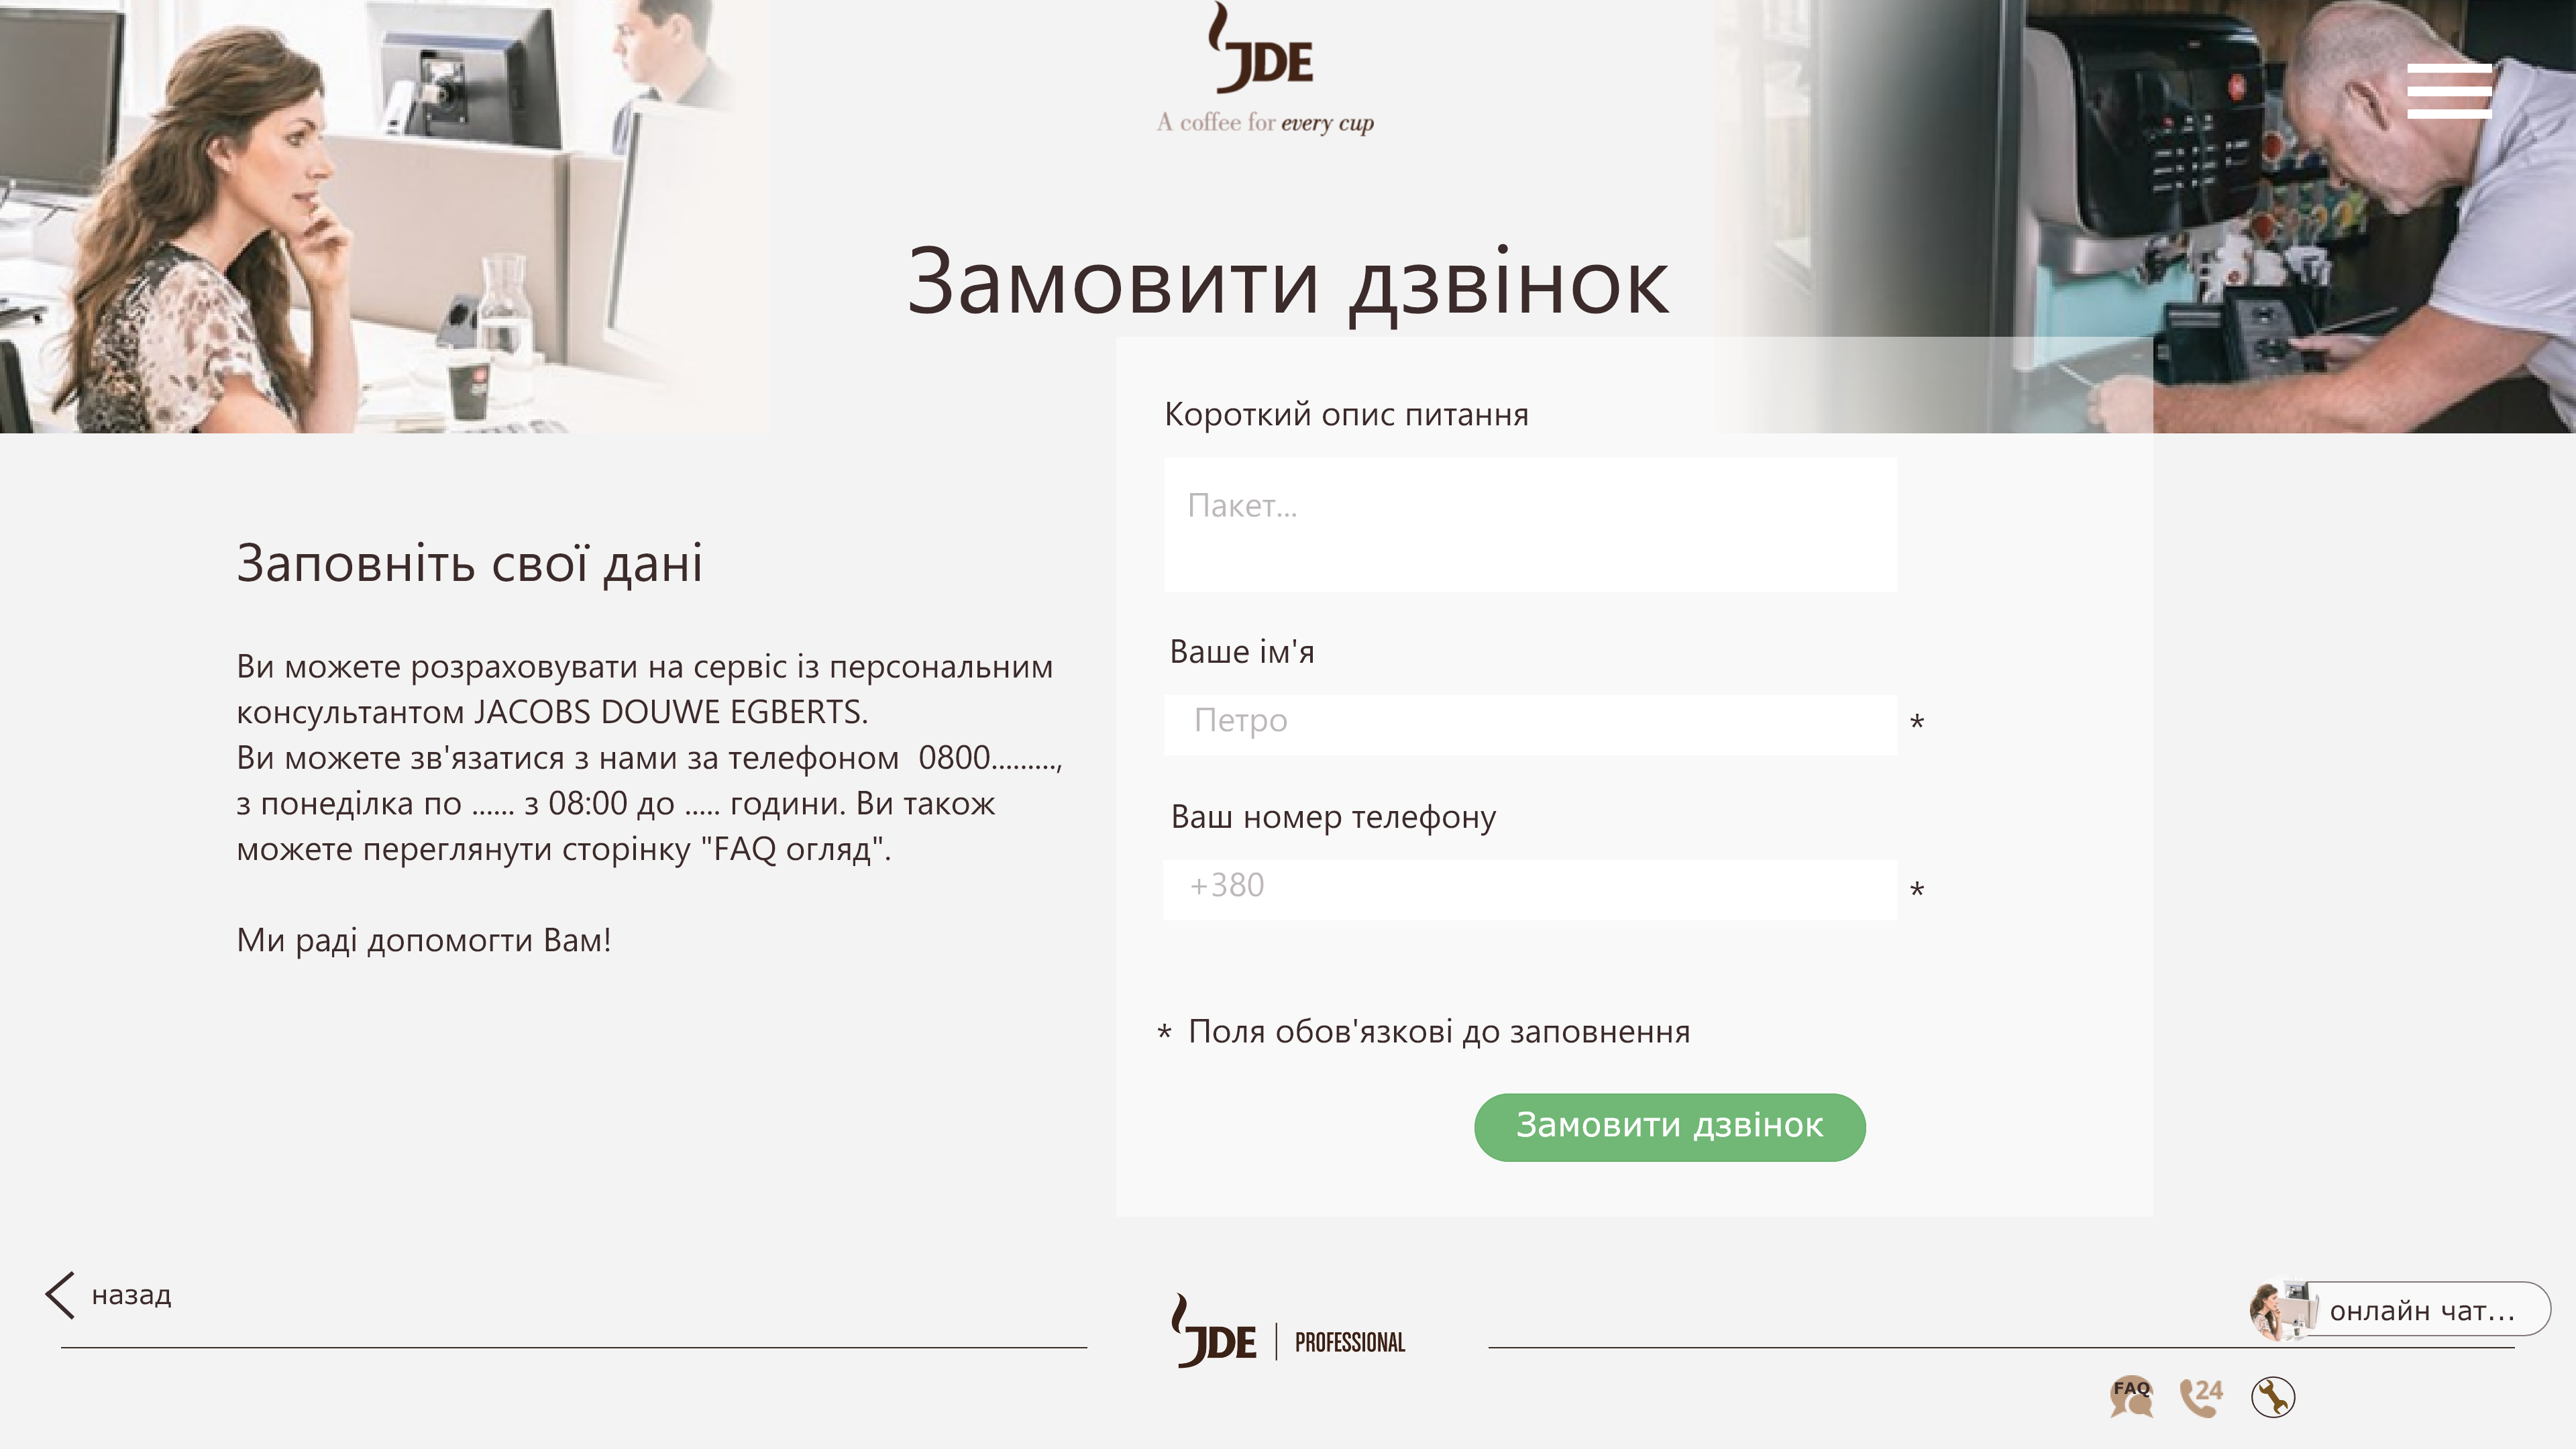 JDE
A coffee for every cup
Замовити дзвінок
Короткий опис питання
Пакет...
Заповніть свої дані
Ви можете розраховувати на сервіс із персональним
консультантом JACOBS DOUWE EGBERTS.
Ви можете зв'язатися з нами за телефоном  0800.........,
з понеділка по ...... з 08:00 до ..... години. Ви також
можете переглянути сторінку "FAQ огляд".
Ми раді допомогти Вам!
Ваше ім'я
Петро *
Ваш номер телефону
+380 *
* Поля обов'язкові до заповнення
Замовити дзвінок
назад
JDE | PROFESSIONAL
онлайн чат...
FAQ
24